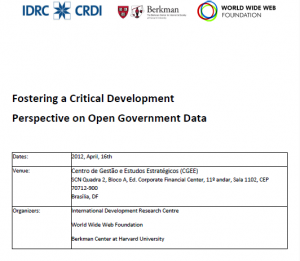 IDRC CRDI
Berkman
WORLD WIDE WEB
FOUNDATION
Fostering a Critical Development
Perspective on Open Government Data
Dates: 2012, April, 16th
Venue: Centro de Gestão e Estudos Estratégicos (CGEE)
SCN Quadra 2, Bloco A, Ed. Corporate Financial Center, 11º andar, Sala 1102, CEP
70712-900
Brasilia, DF
Organizers: International Development Research Centre
World Wide Web Foundation
Berkman Center at Harvard University